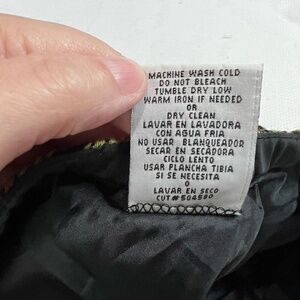 MACHINE WASH COLD
DO NOT BLEACH
TUMBLE DRY LOW
WARM IRON IF NEEDED
OR
DRY CLEAN
LAVAR EN LAVADORA
CON AGUA FRIA
NO USAR BLANQUEADOR
SECAR EN SECADORA
CICLO LENTO
USAR PLANCHA TIBIA
SI SE NECESITA
O
LAVAR EN SECO
CUT# 504580